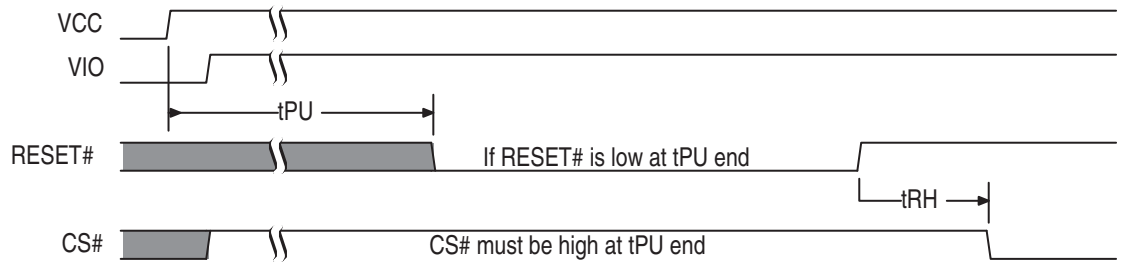 VCC
VIO
tPU
RESET#
If RESET# is low at tPU end
tRH
CS#
CS# must be high at tPU end